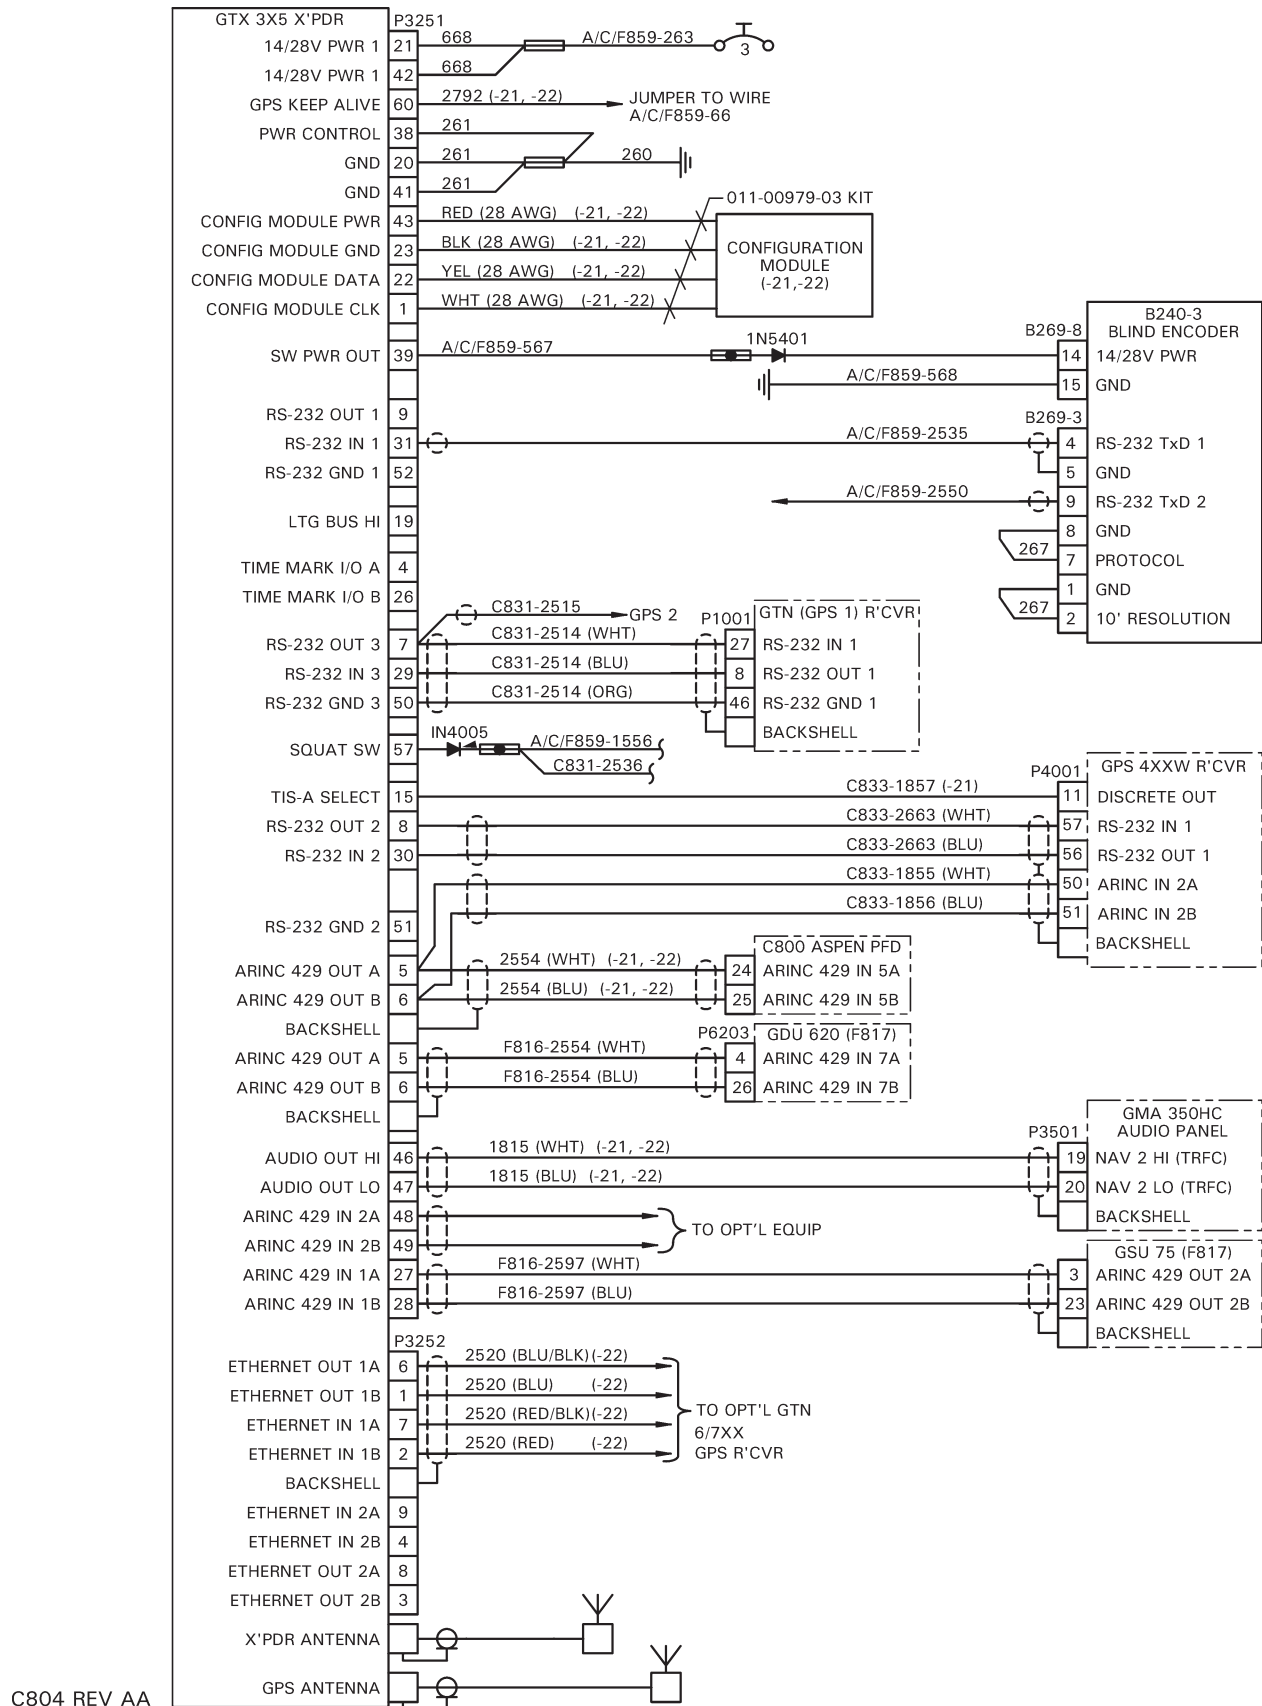 GTX 3X5 X'PDR P3251
14/28V PWR 1 21 668 A/C/F859-263 3
14/28V PWR 1 42 668
GPS KEEP ALIVE 60 2792 (-21, -22) JUMPER TO WIRE
A/C/F859-66
PWR CONTROL 38 261
GND 20 261 260
GND 41 261
011-00979-03 KIT
CONFIG MODULE PWR 43 RED (28 AWG) (-21, -22)
CONFIG MODULE GND 23 BLK (28 AWG) (-21, -22) CONFIGURATION
MODULE
CONFIG MODULE DATA 22 YEL (28 AWG) (-21, -22) (-21,-22)
CONFIG MODULE CLK 1 WHT (28 AWG) (-21, -22)
B240-3
B269-8 BLIND ENCODER
SW PWR OUT 39 A/C/F859-567 1N5401 14 14/28V PWR
A/C/F859-568 15 GND
RS-232 OUT 1 9 B269-3
RS-232 IN 1 31 A/C/F859-2535 4 RS-232 TxD 1
RS-232 GND 1 52 5 GND
A/C/F859-2550 9 RS-232 TxD 2
LTG BUS HI 19 8 GND
267 7 PROTOCOL
TIME MARK I/O A 4
1 GND
TIME MARK I/O B 26
267 2 10' RESOLUTION
C831-2515 GPS 2 P1001 GTN (GPS 1) R'CVR
RS-232 OUT 3 7 C831-2514 (WHT) 27 RS-232 IN 1
RS-232 IN 3 29 C831-2514 (BLU) 8 RS-232 OUT 1
RS-232 GND 3 50 C831-2514 (ORG) 46 RS-232 GND 1
BACKSHELL
SQUAT SW 57 IN4005 A/C/F859-1556
C831-2536
P4001 GPS 4XXW R'CVR
TIS-A SELECT 15 C833-1857 (-21) 11 DISCRETE OUT
RS-232 OUT 2 8 C833-2663 (WHT) 57 RS-232 IN 1
RS-232 IN 2 30 C833-2663 (BLU) 56 RS-232 OUT 1
C833-1855 (WHT) 50 ARINC IN 2A
C833-1856 (BLU) 51 ARINC IN 2B
RS-232 GND 2 51
BACKSHELL
C800 ASPEN PFD
ARINC 429 OUT A 5 2554 (WHT) (-21, -22) 24 ARINC 429 IN 5A
ARINC 429 OUT B 6 2554 (BLU) (-21, -22) 25 ARINC 429 IN 5B
BACKSHELL
P6203 GDU 620 (F817)
ARINC 429 OUT A 5 F816-2554 (WHT) 4 ARINC 429 IN 7A
ARINC 429 OUT B 6 F816-2554 (BLU) 26 ARINC 429 IN 7B
BACKSHELL
GMA 350HC
P3501 AUDIO PANEL
AUDIO OUT HI 46 1815 (WHT) (-21, -22) 19 NAV 2 HI (TRFC)
AUDIO OUT LO 47 1815 (BLU) (-21, -22) 20 NAV 2 LO (TRFC)
ARINC 429 IN 2A 48 BACKSHELL
TO OPT'L EQUIP
ARINC 429 IN 2B 49
GSU 75 (F817)
ARINC 429 IN 1A 27 F816-2597 (WHT) 3 ARINC 429 OUT 2A
ARINC 429 IN 1B 28 F816-2597 (BLU) 23 ARINC 429 OUT 2B
BACKSHELL
P3252
ETHERNET OUT 1A 6 2520 (BLU/BLK)(-22)
ETHERNET OUT 1B 1 2520 (BLU) (-22)
TO OPT'L GTN
ETHERNET IN 1A 7 2520 (RED/BLK)(-22) 6/7XX
ETHERNET IN 1B 2 2520 (RED) (-22) GPS R'CVR
BACKSHELL
ETHERNET IN 2A 9
ETHERNET IN 2B 4
ETHERNET OUT 2A 8
ETHERNET OUT 2B 3
X'PDR ANTENNA
GPS ANTENNA
C804 REV AA